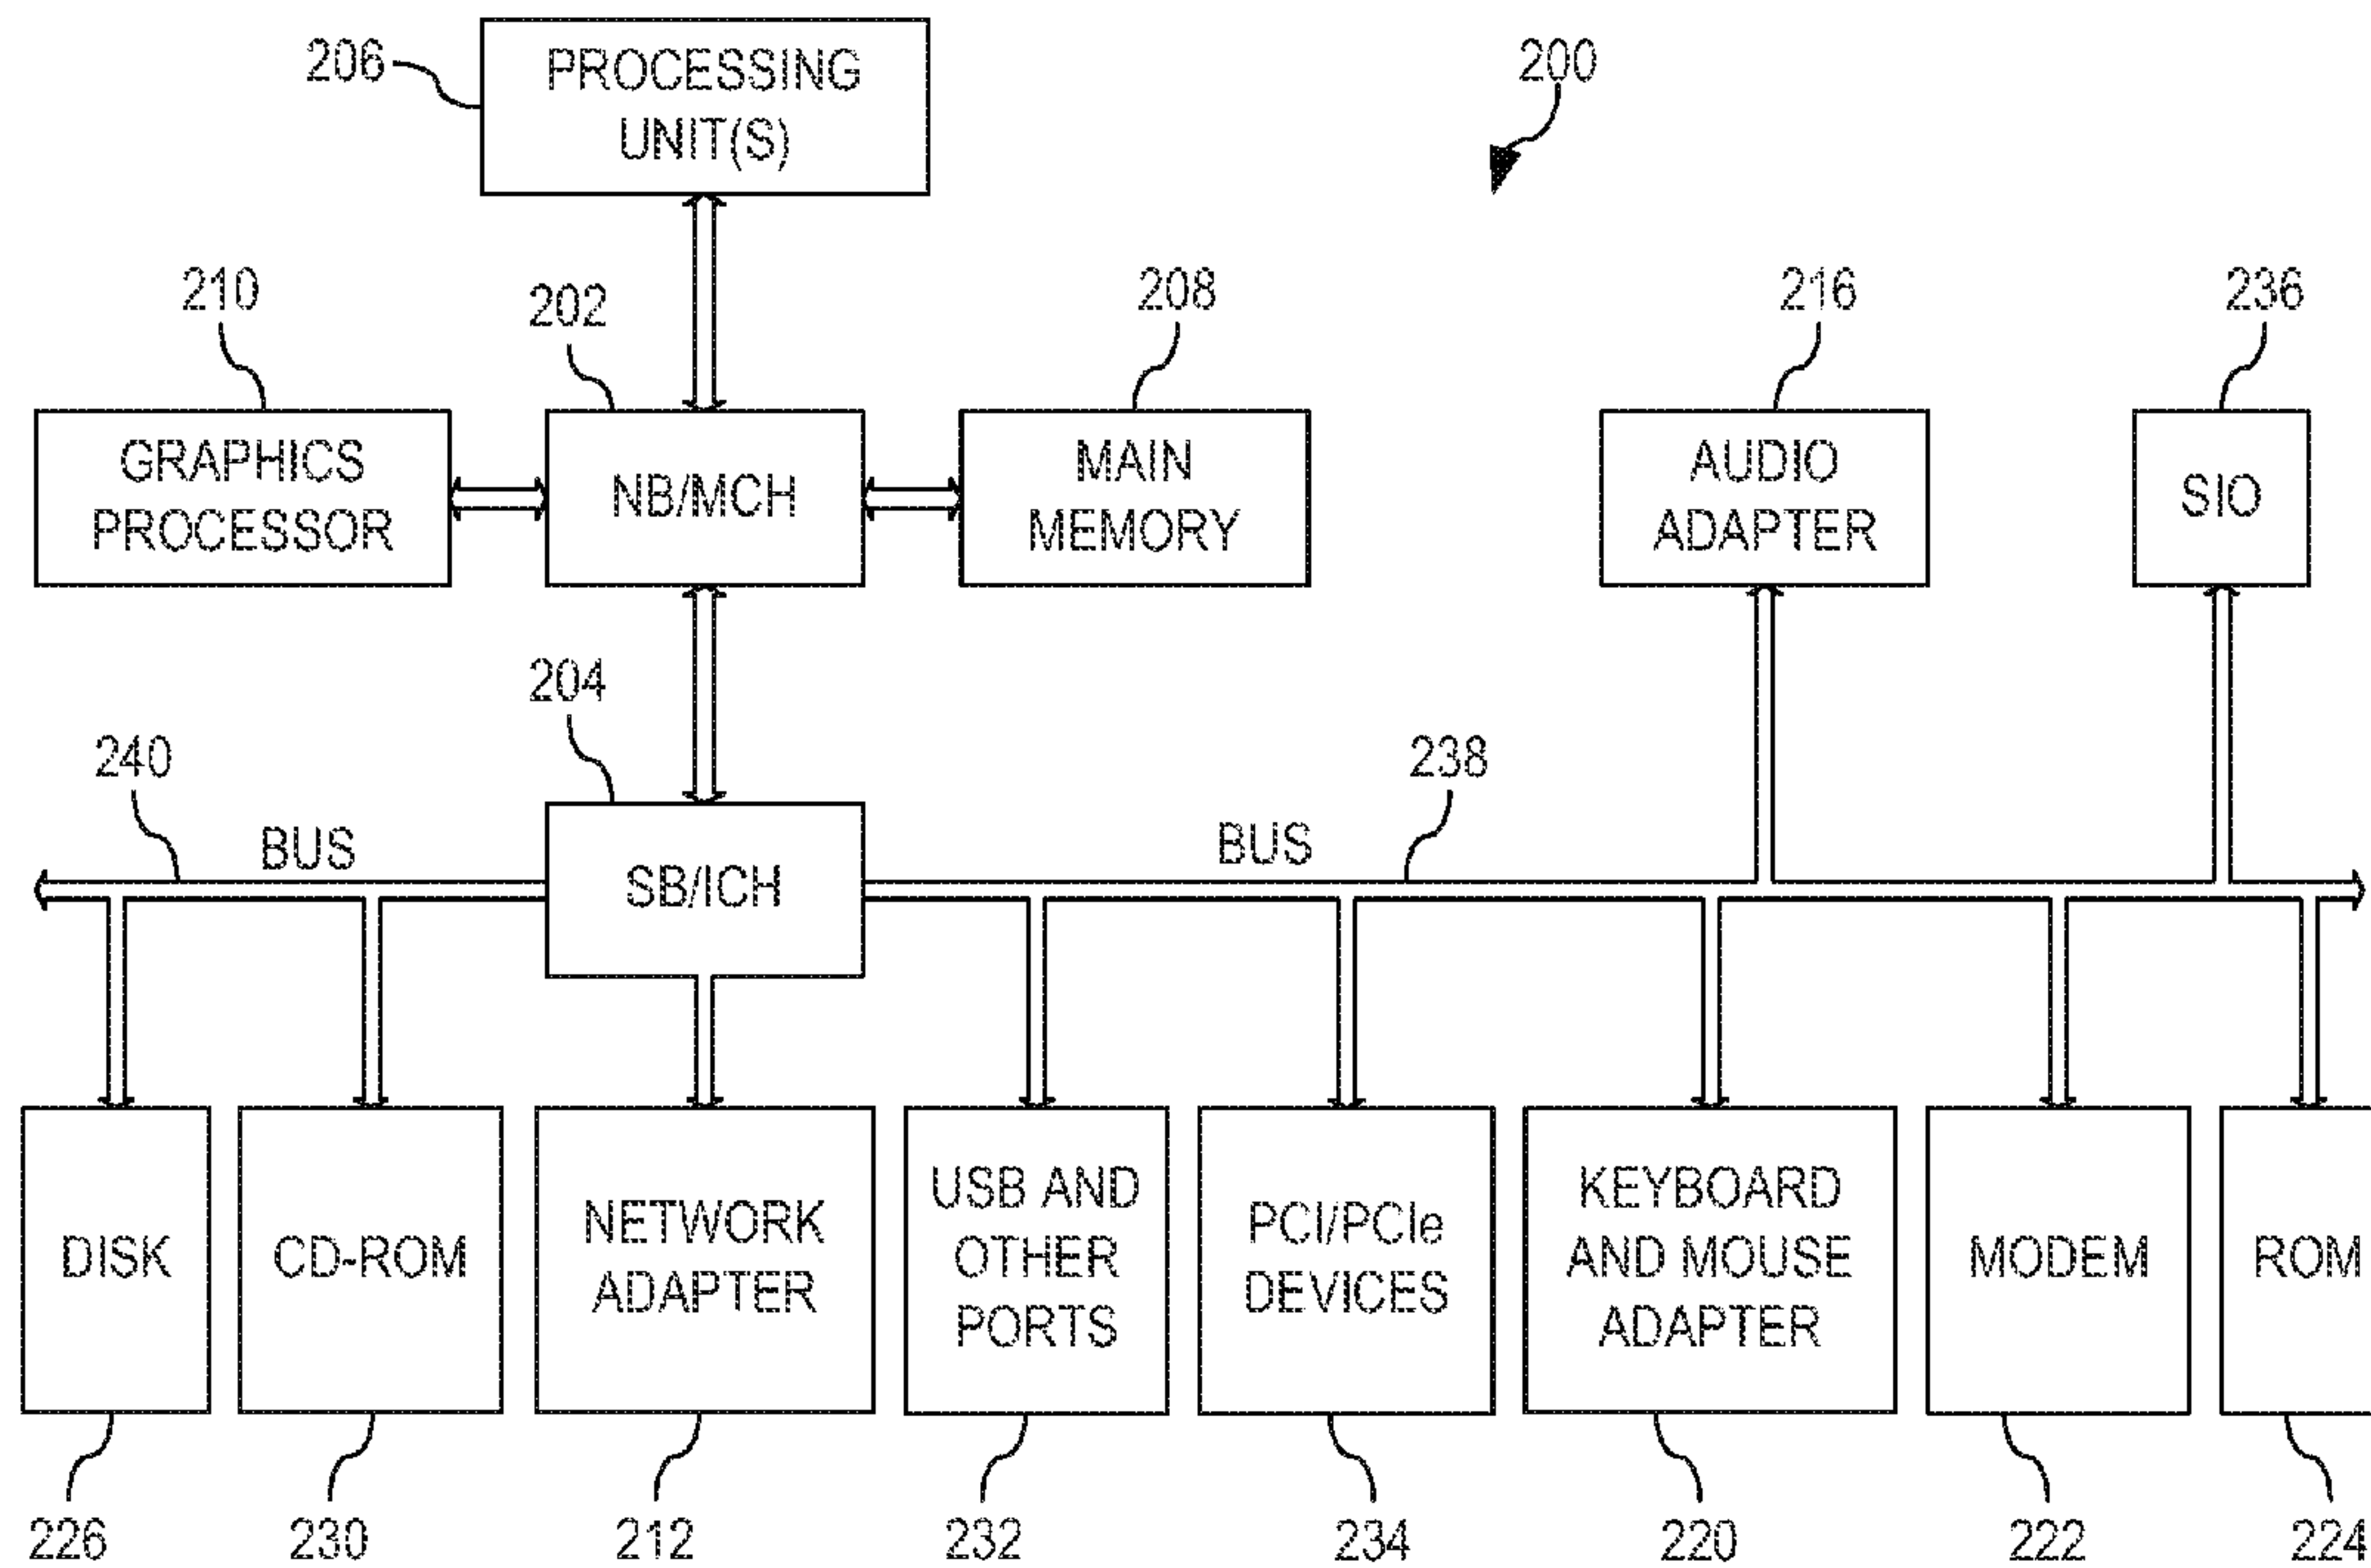 206
PROCESSING
UNIT(S)
200
210
202
208
216
236
GRAPHICS
PROCESSOR
NB/MCH
MAIN
MEMORY
AUDIO
ADAPTER
SIO
204
240
238
BUS
SB/ICH
BUS
DISK
CD-ROM
NETWORK
ADAPTER
USB AND
OTHER
PORTS
PCI/PCIe
DEVICES
KEYBOARD
AND MOUSE
ADAPTER
MODEM
ROM
226
230
212
232
234
220
222
224